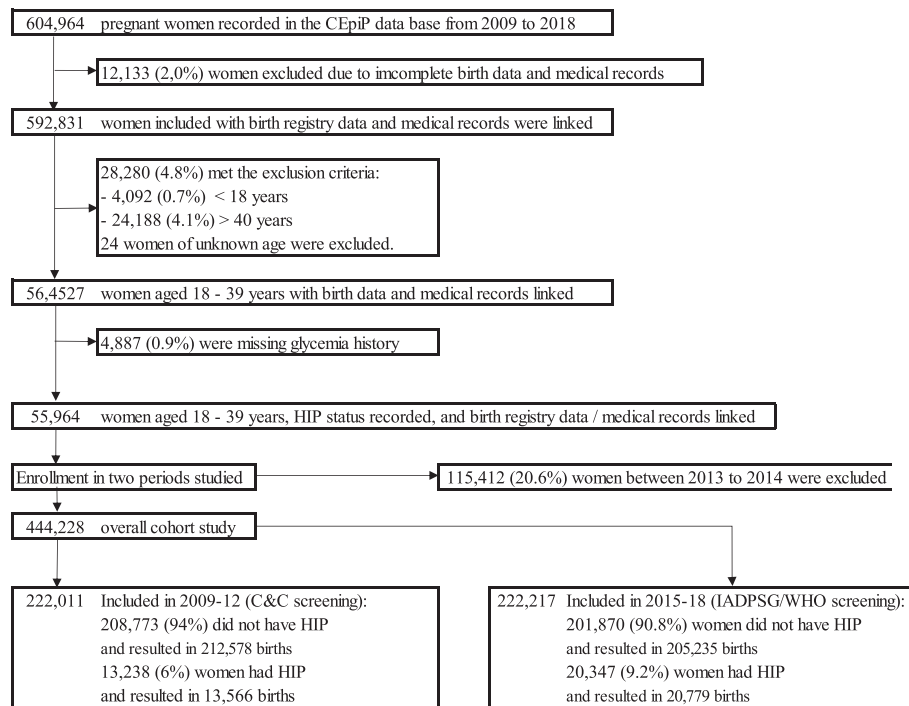 604,964 pregnant women recorded in the CEpiP data base from 2009 to 2018
12,133 (2,0%) women excluded due to imcomplete birth data and medical records
592,831 women included with birth registry data and medical records were linked
28,280 (4.8%) met the exclusion criteria:
- 4,092 (0.7%) < 18 years
- 24,188 (4.1%) > 40 years
24 women of unknown age were excluded.
56,4527 women aged 18 - 39 years with birth data and medical records linked
4,887 (0.9%) were missing glycemia history
55,964 women aged 18 - 39 years, HIP status recorded, and birth registry data / medical records linked
Enrollment in two periods studied
115,412 (20.6%) women between 2013 to 2014 were excluded
444,228 overall cohort study
222,011 Included in 2009-12 (C&C screening):
208,773 (94%) did not have HIP
and resulted in 212,578 births
13,238 (6%) women had HIP
and resulted in 13,566 births
222,217 Included in 2015-18 (IADPSG/WHO screening):
201,870 (90.8%) women did not have HIP
and resulted in 205,235 births
20,347 (9.2%) women had HIP
and resulted in 20,779 births